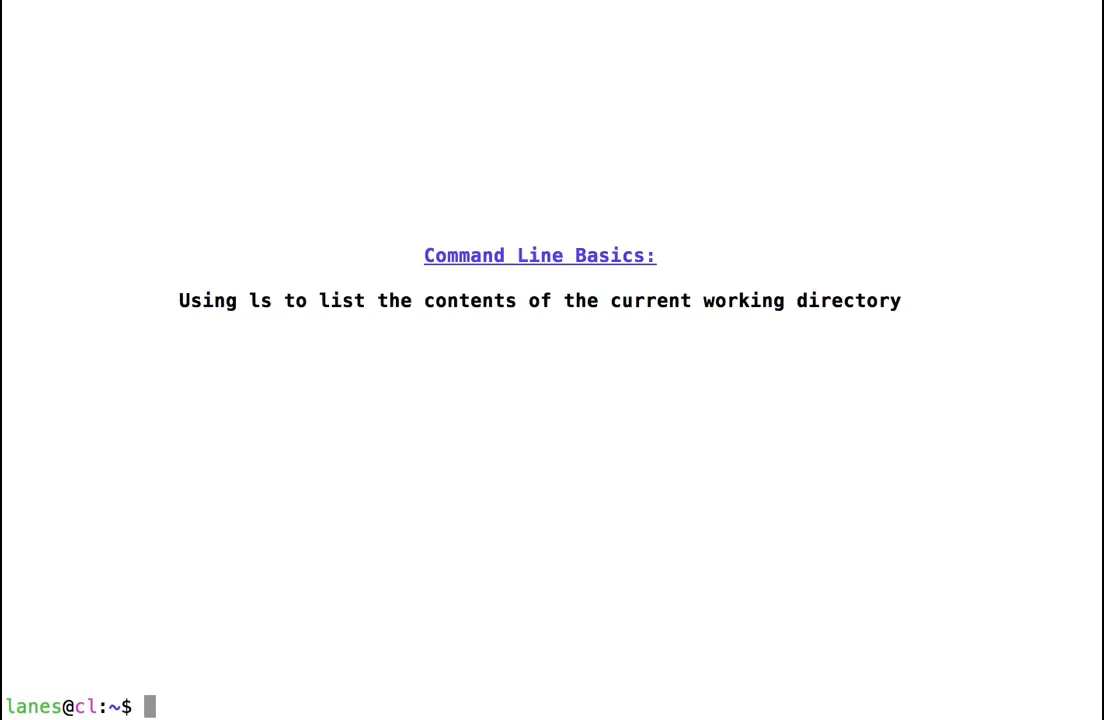 Command Line Basics:
Using ls to list the contents of the current working directory
lanes@cl:~$